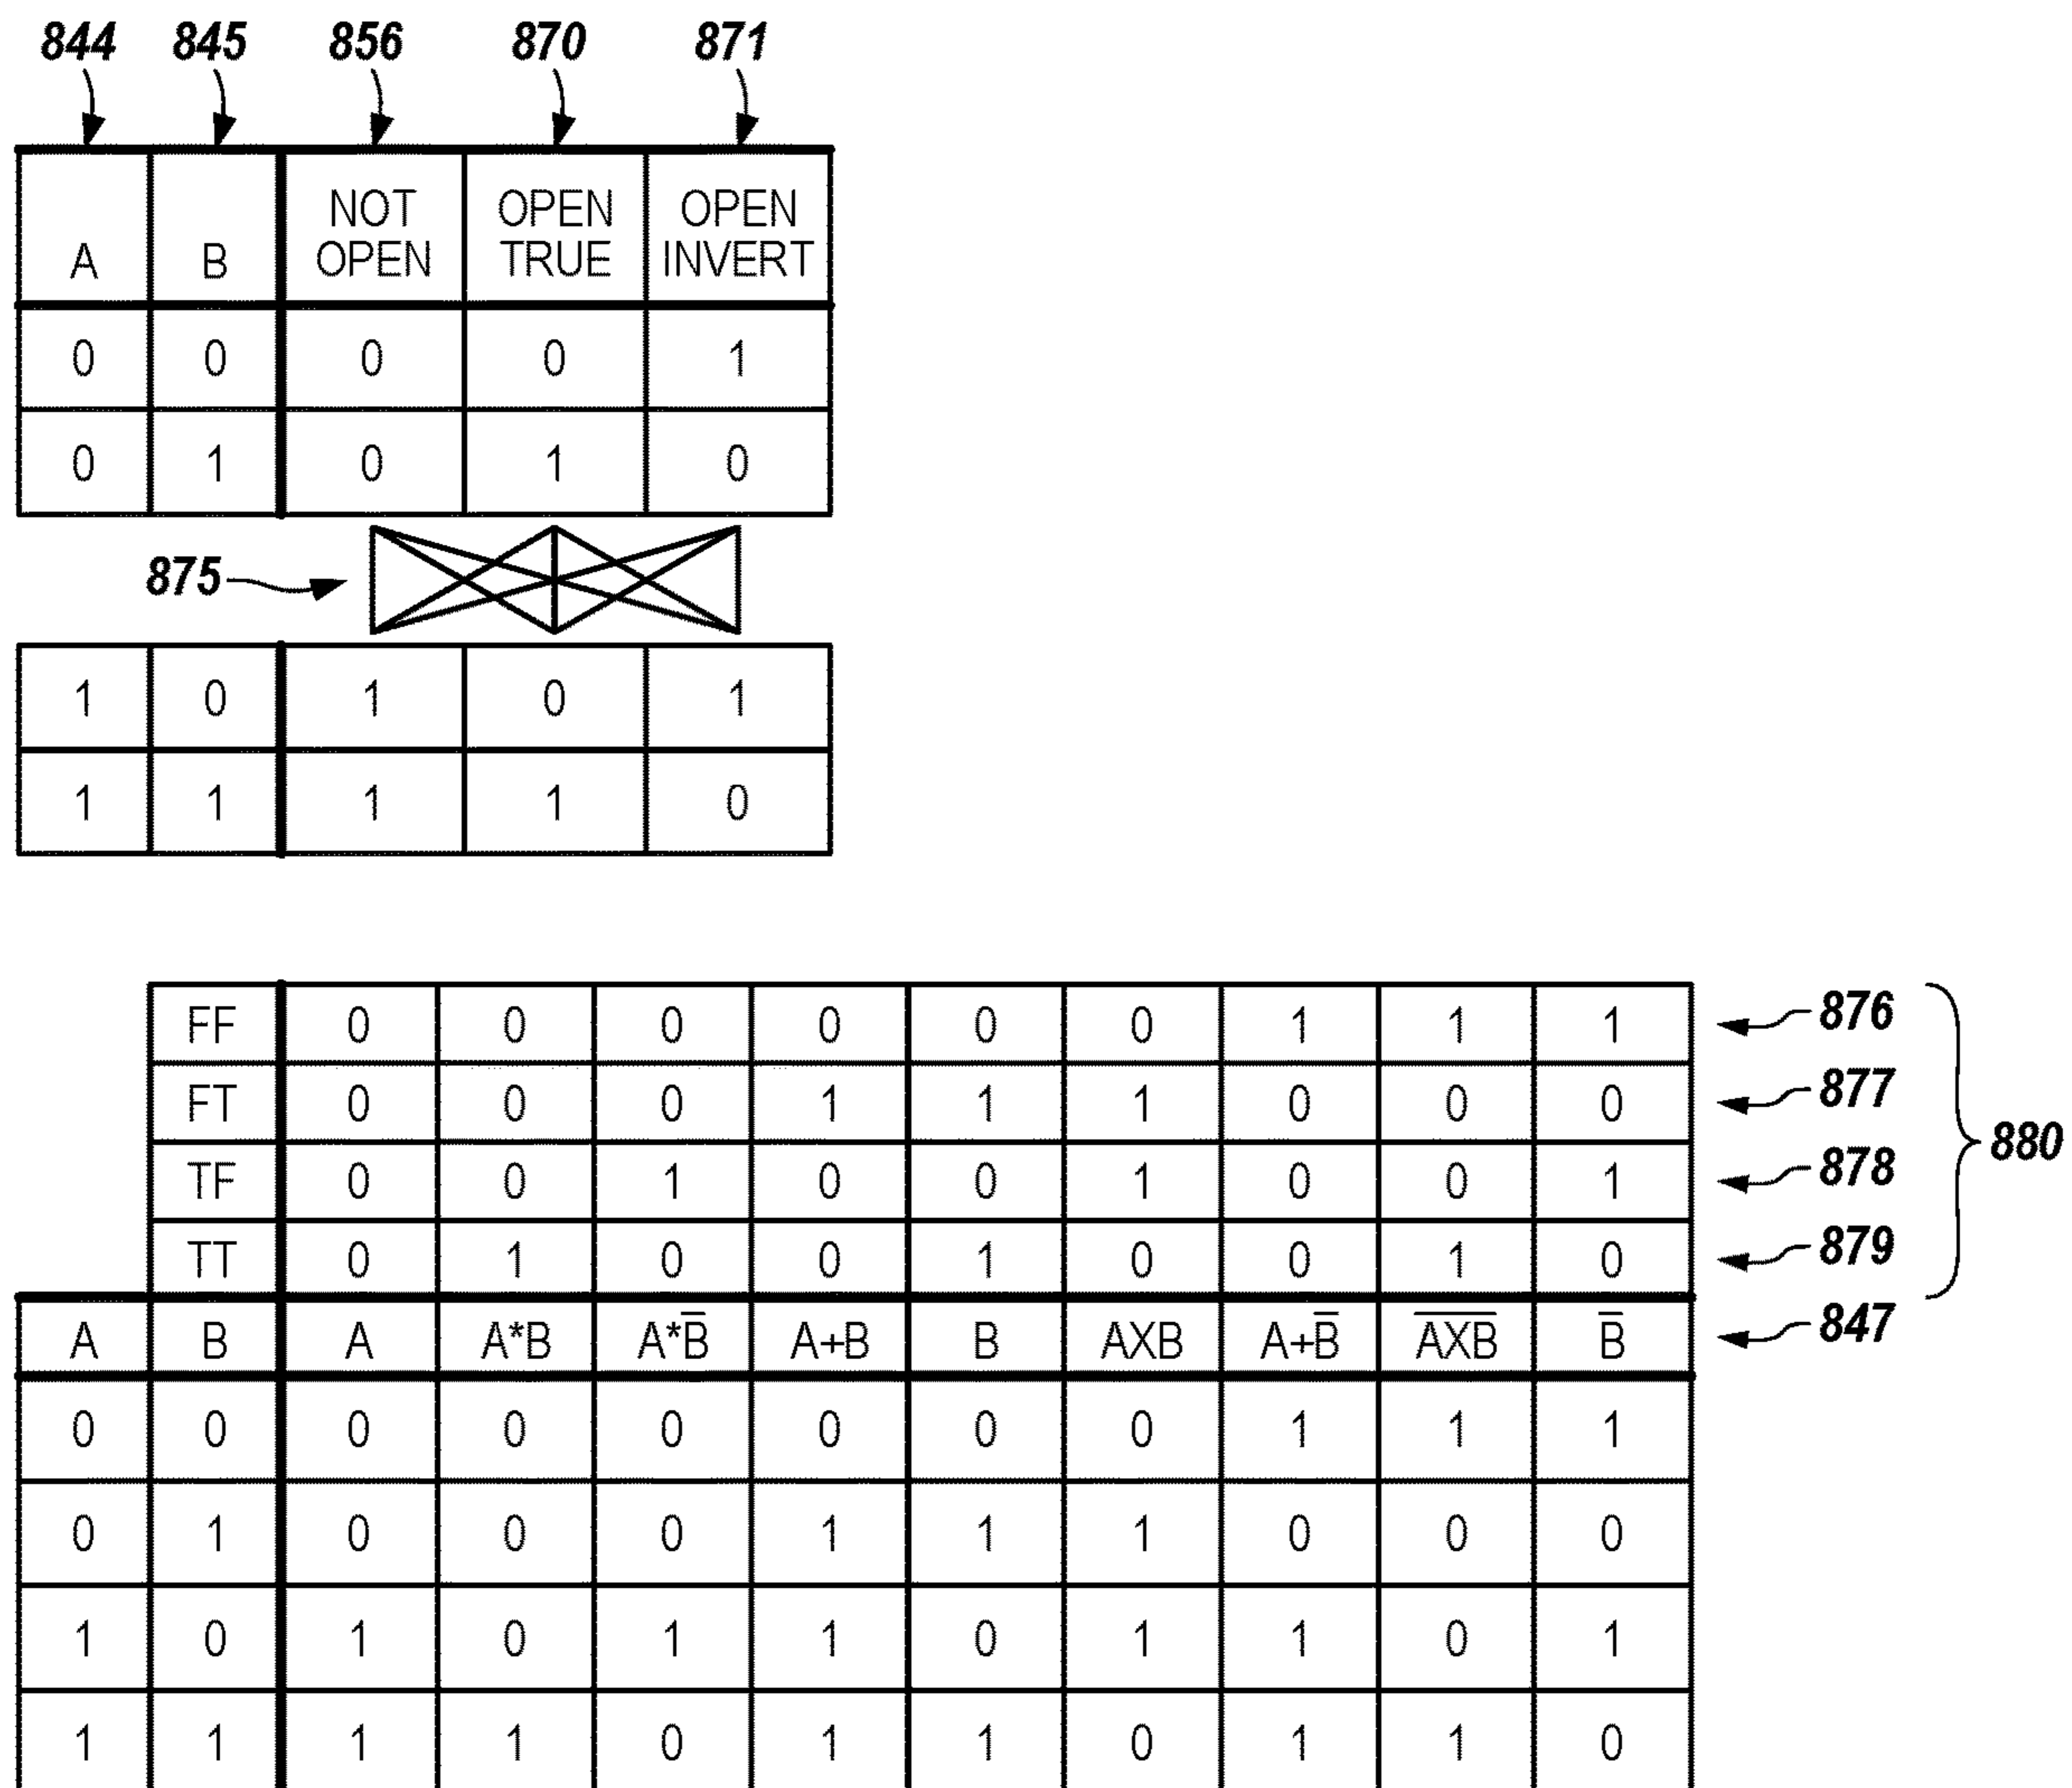 844 845 856 870 871
A B NOT OPEN OPEN TRUE OPEN INVERT
0 0 0 0 1
0 1 0 1 0
875
1 0 1 0 1
1 1 1 1 0
FF 0 0 0 0 0 0 1 1 1 876
FT 0 0 0 1 1 1 0 0 0 877
880
TF 0 0 1 0 0 1 0 0 1 878
TT 0 1 0 0 1 0 0 1 0 879
A B A A*B A*B̅ A+B B AXB A+B̅ A̅X̅B̅ B̅ 847
0 0 0 0 0 0 0 0 1 1 1
0 1 0 0 0 1 1 1 0 0 0
1 0 1 0 1 1 0 1 1 0 1
1 1 1 1 0 1 1 0 1 1 0